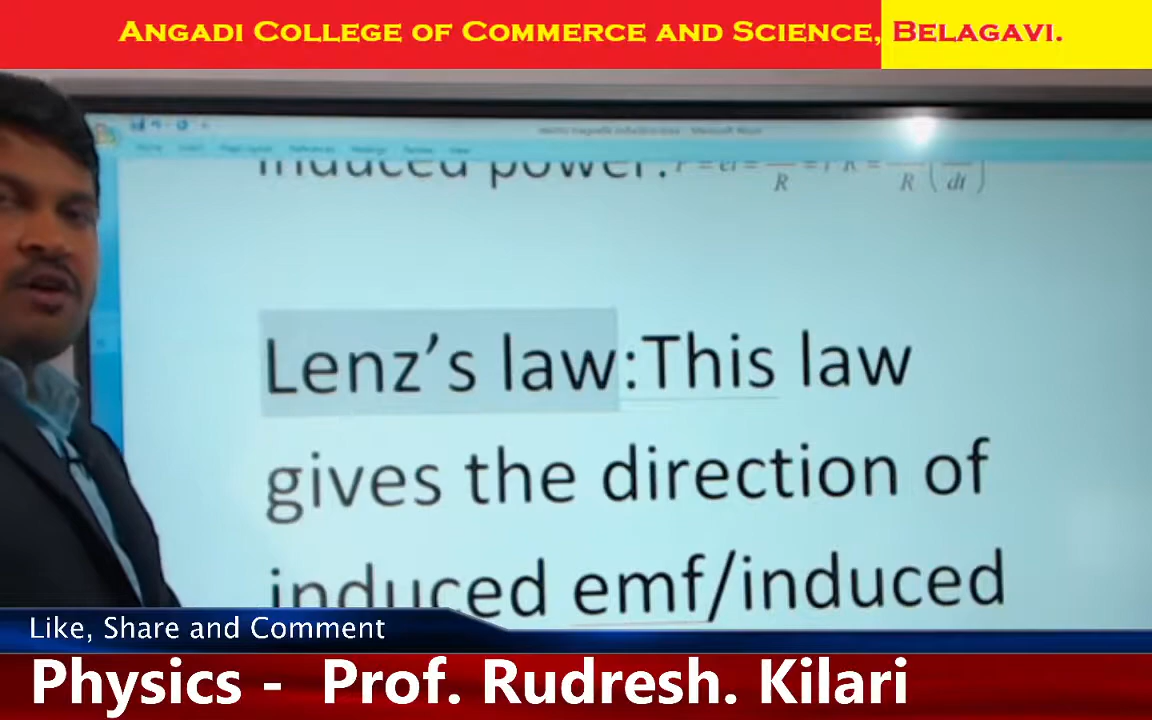 Angadi College of Commerce and Science, Belagavi.
induced power:
Lenz’s law:This law
gives the direction of
induced emf/induced
Like, Share and Comment
Physics - Prof. Rudresh. Kilari